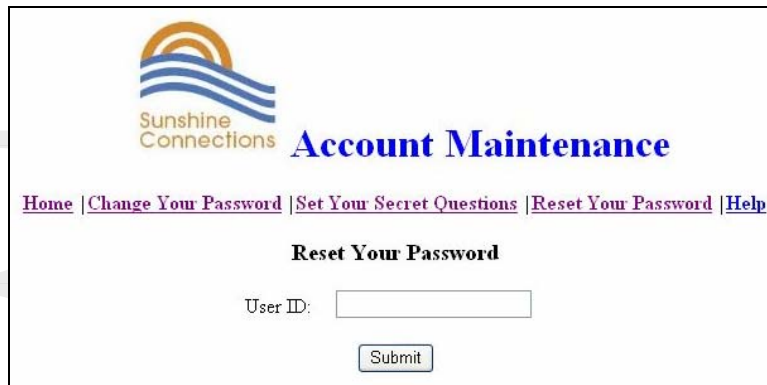 Sunshine
Connections
Account Maintenance
Home |Change Your Password |Set Your Secret Questions |Reset Your Password |Help
Reset Your Password
User ID:
Submit